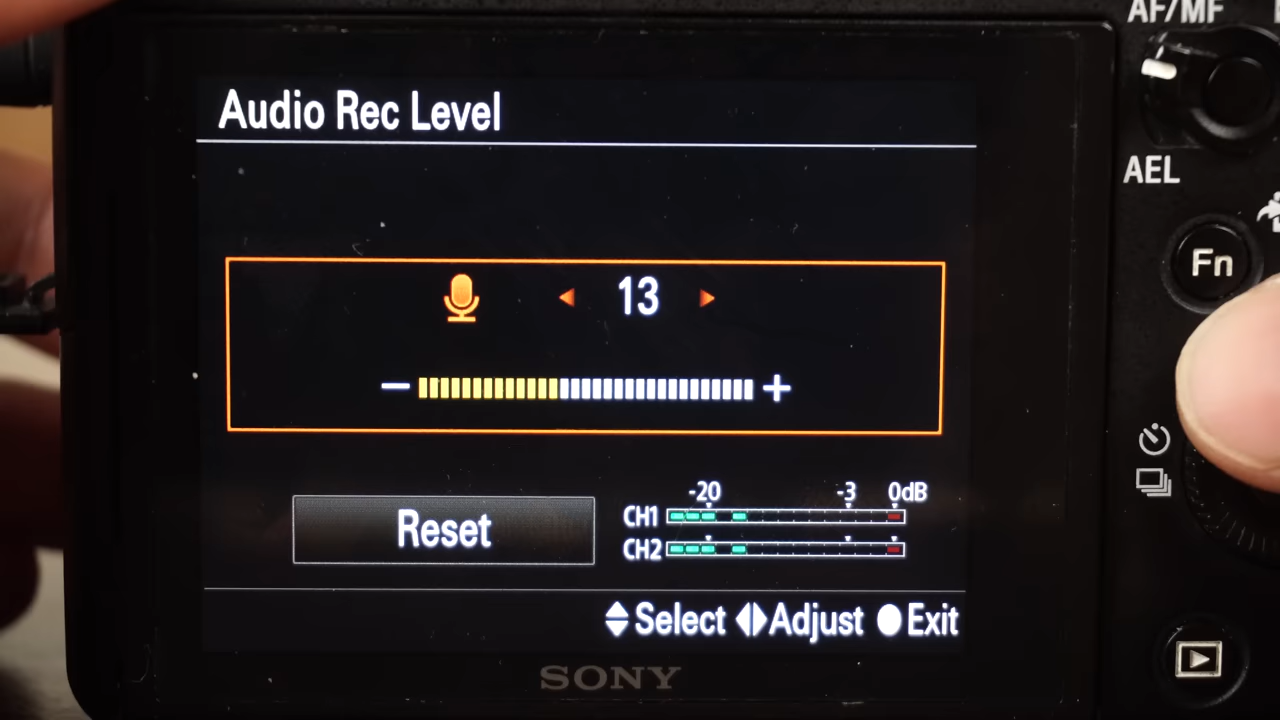 AF/MF
Audio Rec Level
AEL
Fn
13
Reset
-20 -3 0dB
CH1
CH2
Select Adjust Exit
SONY